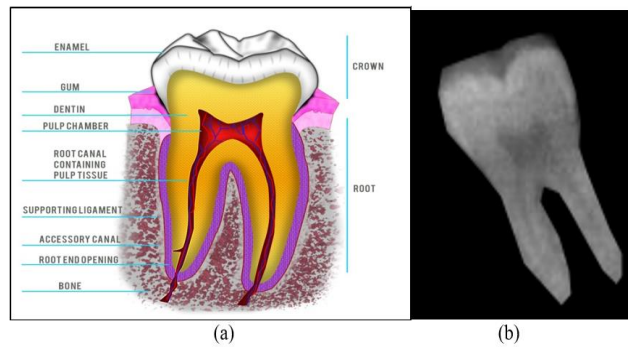 ENAMEL
GUM
DENTIN
PULP CHAMBER
ROOT CANAL
CONTAINING
PULP TISSUE
SUPPORTING LIGAMENT
ACCESSORY CANAL
ROOT END OPENING
BONE
CROWN
ROOT
(a)
(b)